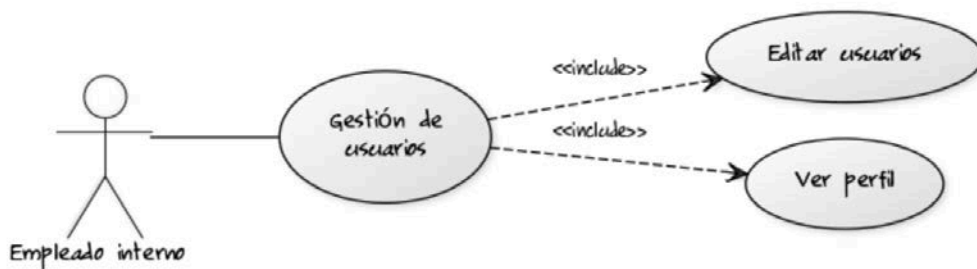 Editar usuarios
<<include>>
Gestión de
usuarios
<<include>>
Ver perfil
Empleado interno